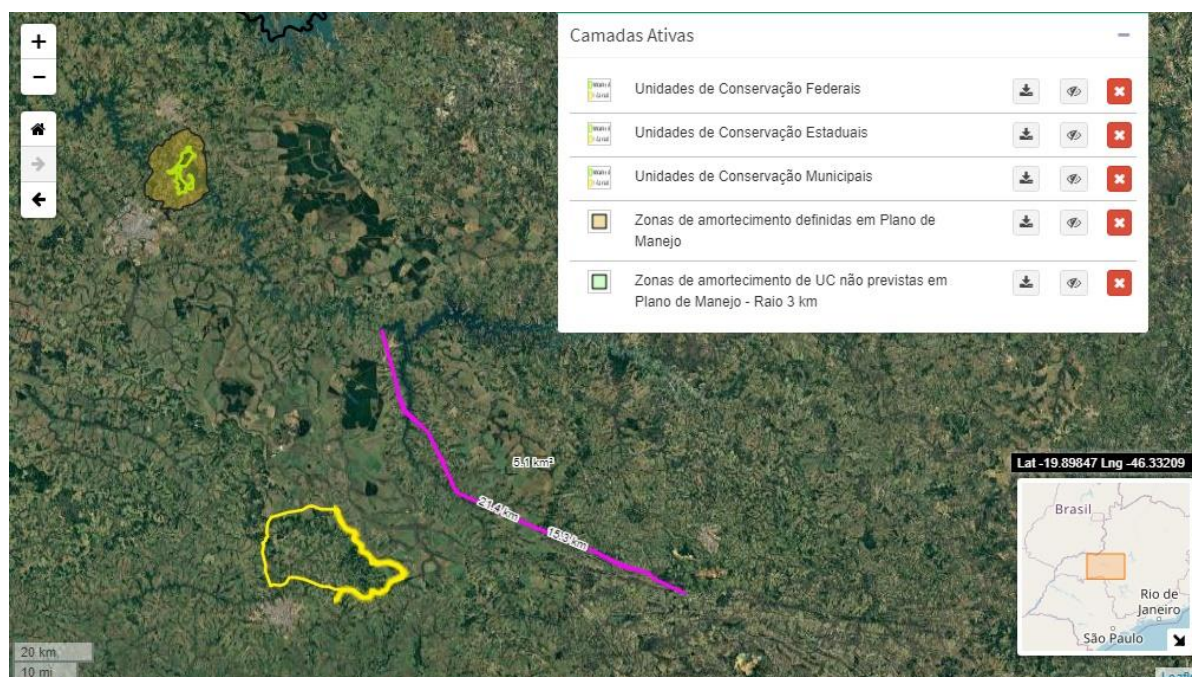 +
−
Camadas Ativas
−
Unidades de Conservação Federais
Unidades de Conservação Estaduais
Unidades de Conservação Municipais
Zonas de amortecimento definidas em Plano de
Manejo
Zonas de amortecimento de UC não previstas em
Plano de Manejo - Raio 3 km
5.1 km²
21.4 km
15.3 km
Lat -19.89847 Lng -46.33209
Brasil
Rio de
Janeiro
São Paulo
20 km
10 mi